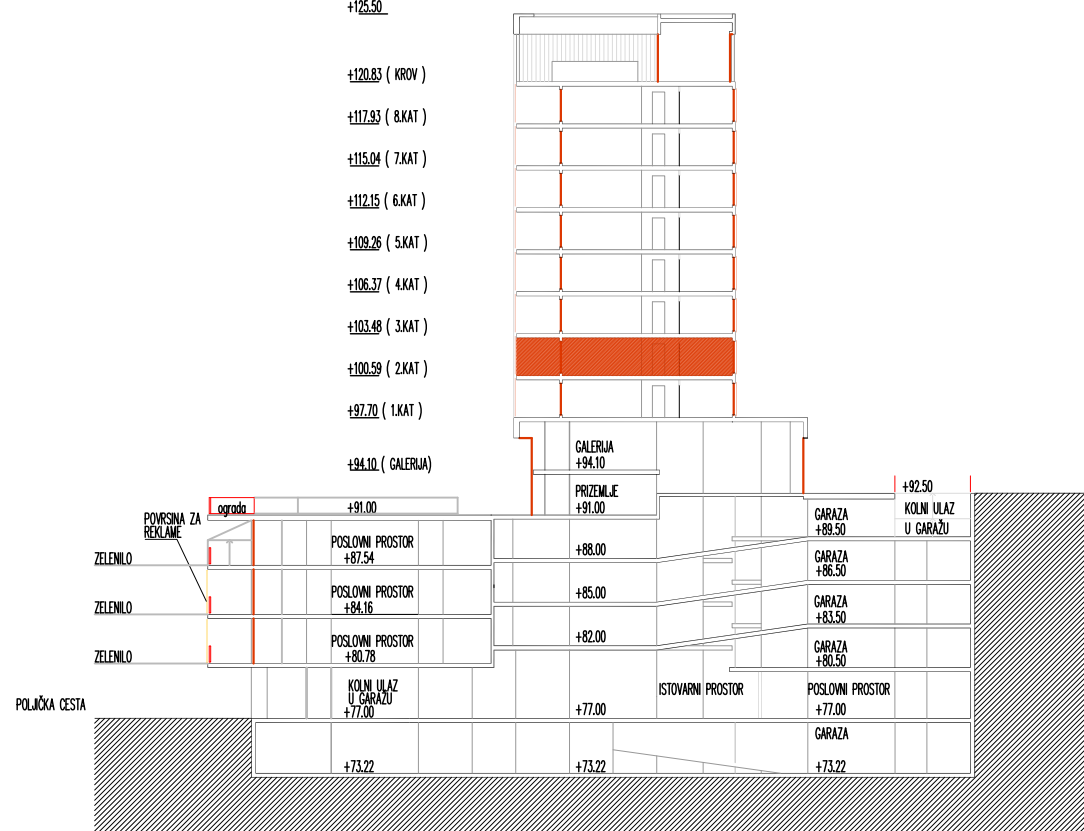 +125.50
+120.83 ( KROV )
+117.93 ( 8.KAT )
+115.04 ( 7.KAT )
+112.15 ( 6.KAT )
+109.26 ( 5.KAT )
+106.37 ( 4.KAT )
+103.48 ( 3.KAT )
+100.59 ( 2.KAT )
+97.70 ( 1.KAT )
+94.10 ( GALERIJA)
GALERIJA
+94.10
PRIZEMLJE
+91.00
+92.50
KOLNI ULAZ
U GARAŽU
ograda
+91.00
POVRSINA ZA
REKLAME
GARAZA
+89.50
POSLOVNI PROSTOR
+87.54
+88.00
ZELENILO
GARAZA
+86.50
POSLOVNI PROSTOR
+84.16
+85.00
ZELENILO
GARAZA
+83.50
POSLOVNI PROSTOR
+80.78
+82.00
ZELENILO
GARAZA
+80.50
KOLNI ULAZ
U GARAŽU
+77.00
+77.00
ISTOVARNI PROSTOR
POSLOVNI PROSTOR
+77.00
POLJIČKA CESTA
GARAZA
+73.22
+73.22
+73.22